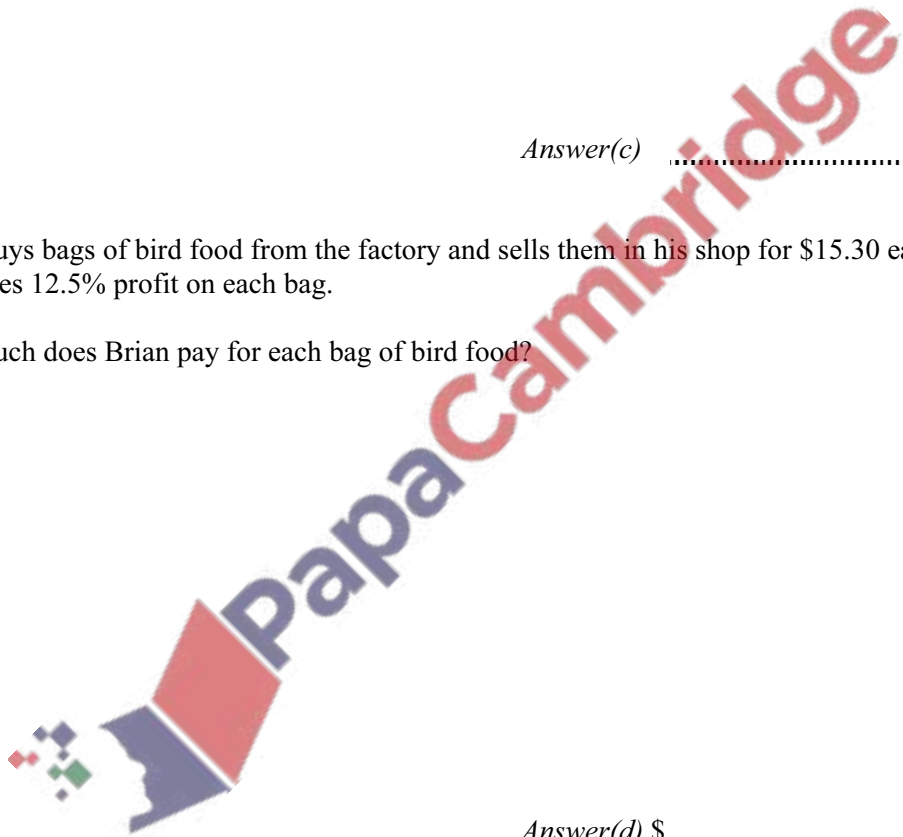 Answer(c) ....................
uys bags of bird food from the factory and sells them in his shop for $15.30 ea
es 12.5% profit on each bag.
uch does Brian pay for each bag of bird food?
PapaCambridge
Answer(d) $